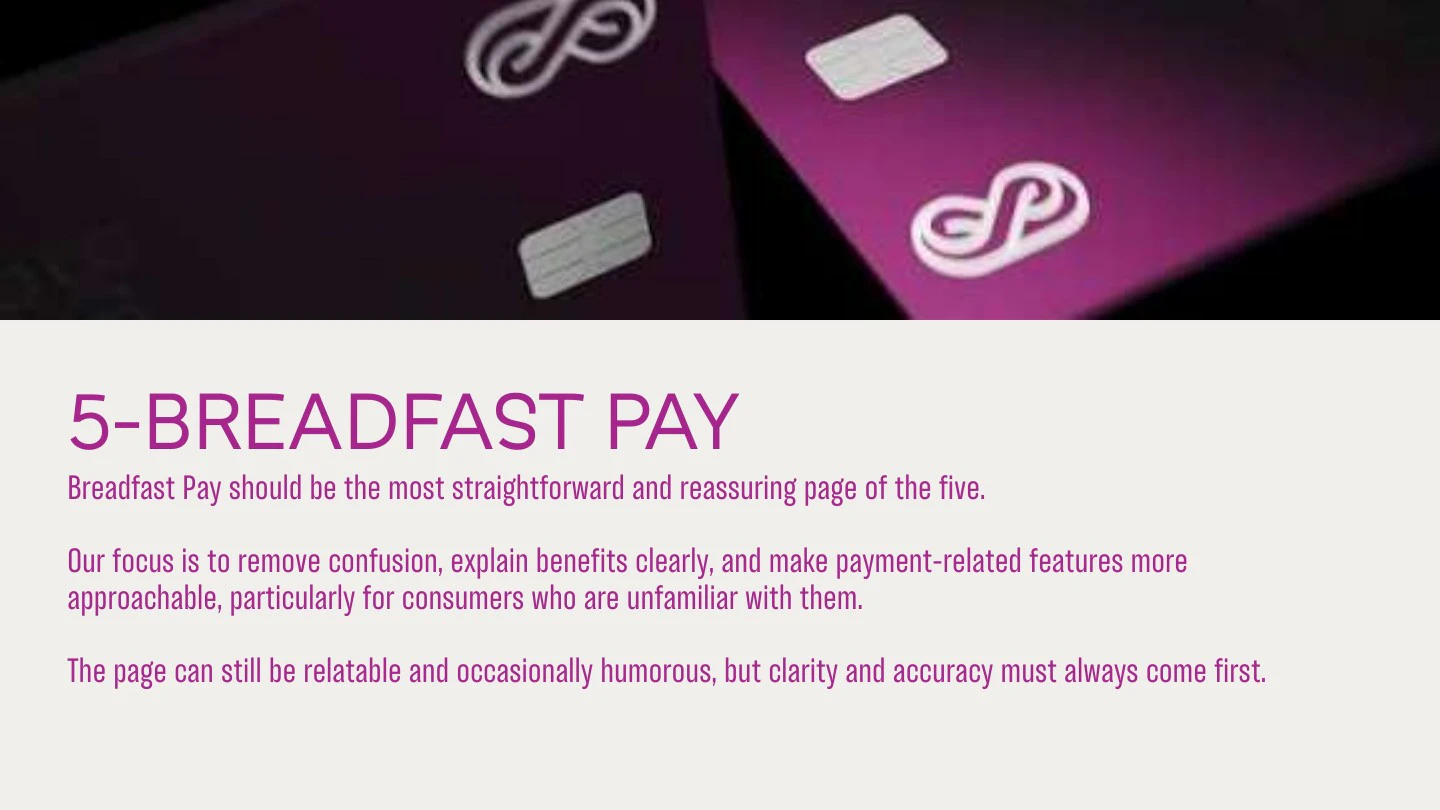 5-BREADFAST PAY
Breadfast Pay should be the most straightforward and reassuring page of the five.
Our focus is to remove confusion, explain benefits clearly, and make payment-related features more
approachable, particularly for consumers who are unfamiliar with them.
The page can still be relatable and occasionally humorous, but clarity and accuracy must always come first.